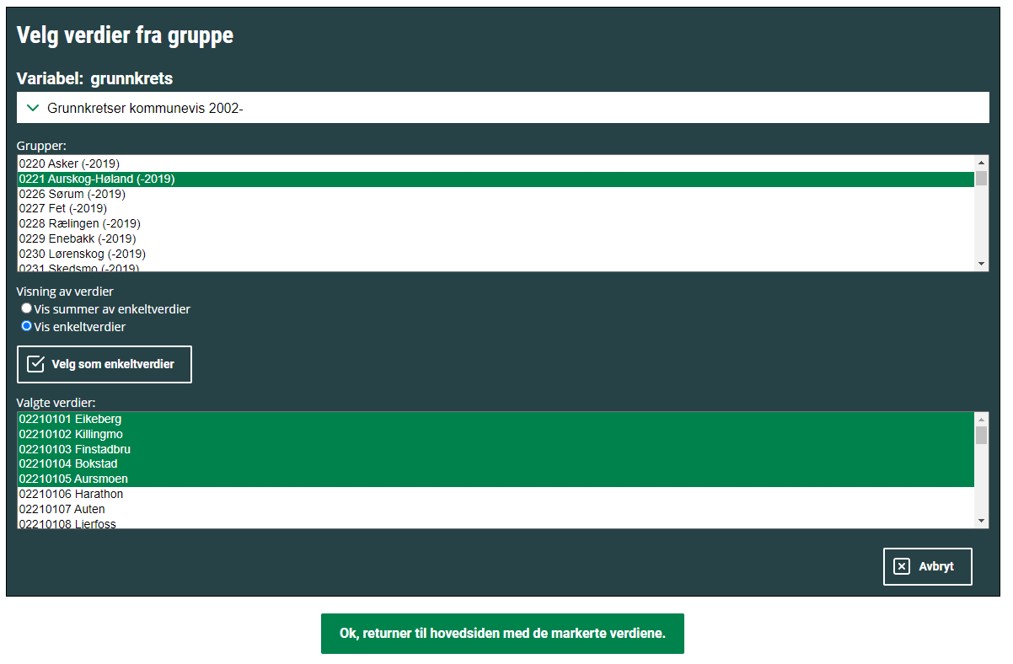 Velg verdier fra gruppe
Variabel: grunnkrets
Grunnkretser kommunevis 2002-
Grupper:
0220 Asker (-2019)
0221 Aurskog-Høland (-2019)
0226 Sørum (-2019)
0227 Fet (-2019)
0228 Rælingen (-2019)
0229 Enebakk (-2019)
0230 Lørenskog (-2019)
0231 Skedsmo (-2019)
Visning av verdier
Vis summer av enkeltverdier
Vis enkeltverdier
Velg som enkeltverdier
Valgte verdier:
02210101 Eikeberg
02210102 Killingmo
02210103 Finstadbru
02210104 Bokstad
02210105 Aursmoen
02210106 Harathon
02210107 Auten
02210108 Lierfoss
Avbryt
Ok, returner til hovedsiden med de markerte verdiene.